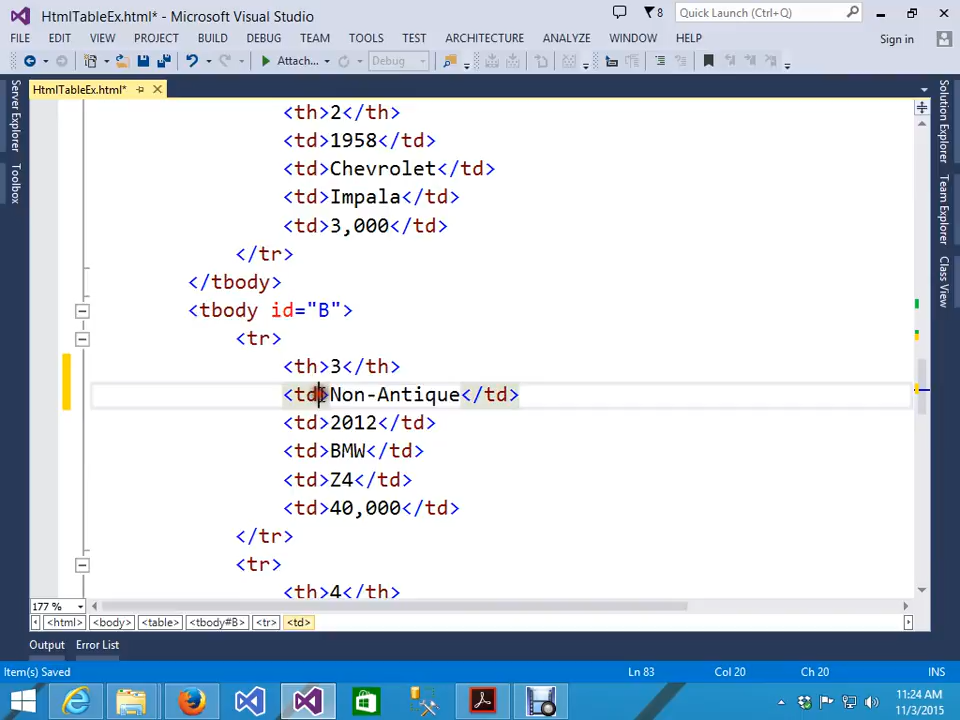 HtmlTableEx.html* - Microsoft Visual Studio
8
Quick Launch (Ctrl+Q)
FILE EDIT VIEW PROJECT BUILD DEBUG TEAM TOOLS TEST ARCHITECTURE ANALYZE WINDOW HELP
Sign in
Attach...
Debug
HtmlTableEx.html*
Server Explorer
Toolbox
Solution Explorer
Team Explorer
Class View
<th>2</th>
<td>1958</td>
<td>Chevrolet</td>
<td>Impala</td>
<td>3,000</td>
</tr>
</tbody>
<tbody id="B">
<tr>
<th>3</th>
<td>Non-Antique</td>
<td>2012</td>
<td>BMW</td>
<td>Z4</td>
<td>40,000</td>
</tr>
<tr>
<th>4</th>
177 %
<html> <body> <table> <tbody#B> <tr> <td>
Output Error List
Item(s) Saved
Ln 83 Col 20 Ch 20 INS
11:24 AM
11/3/2015